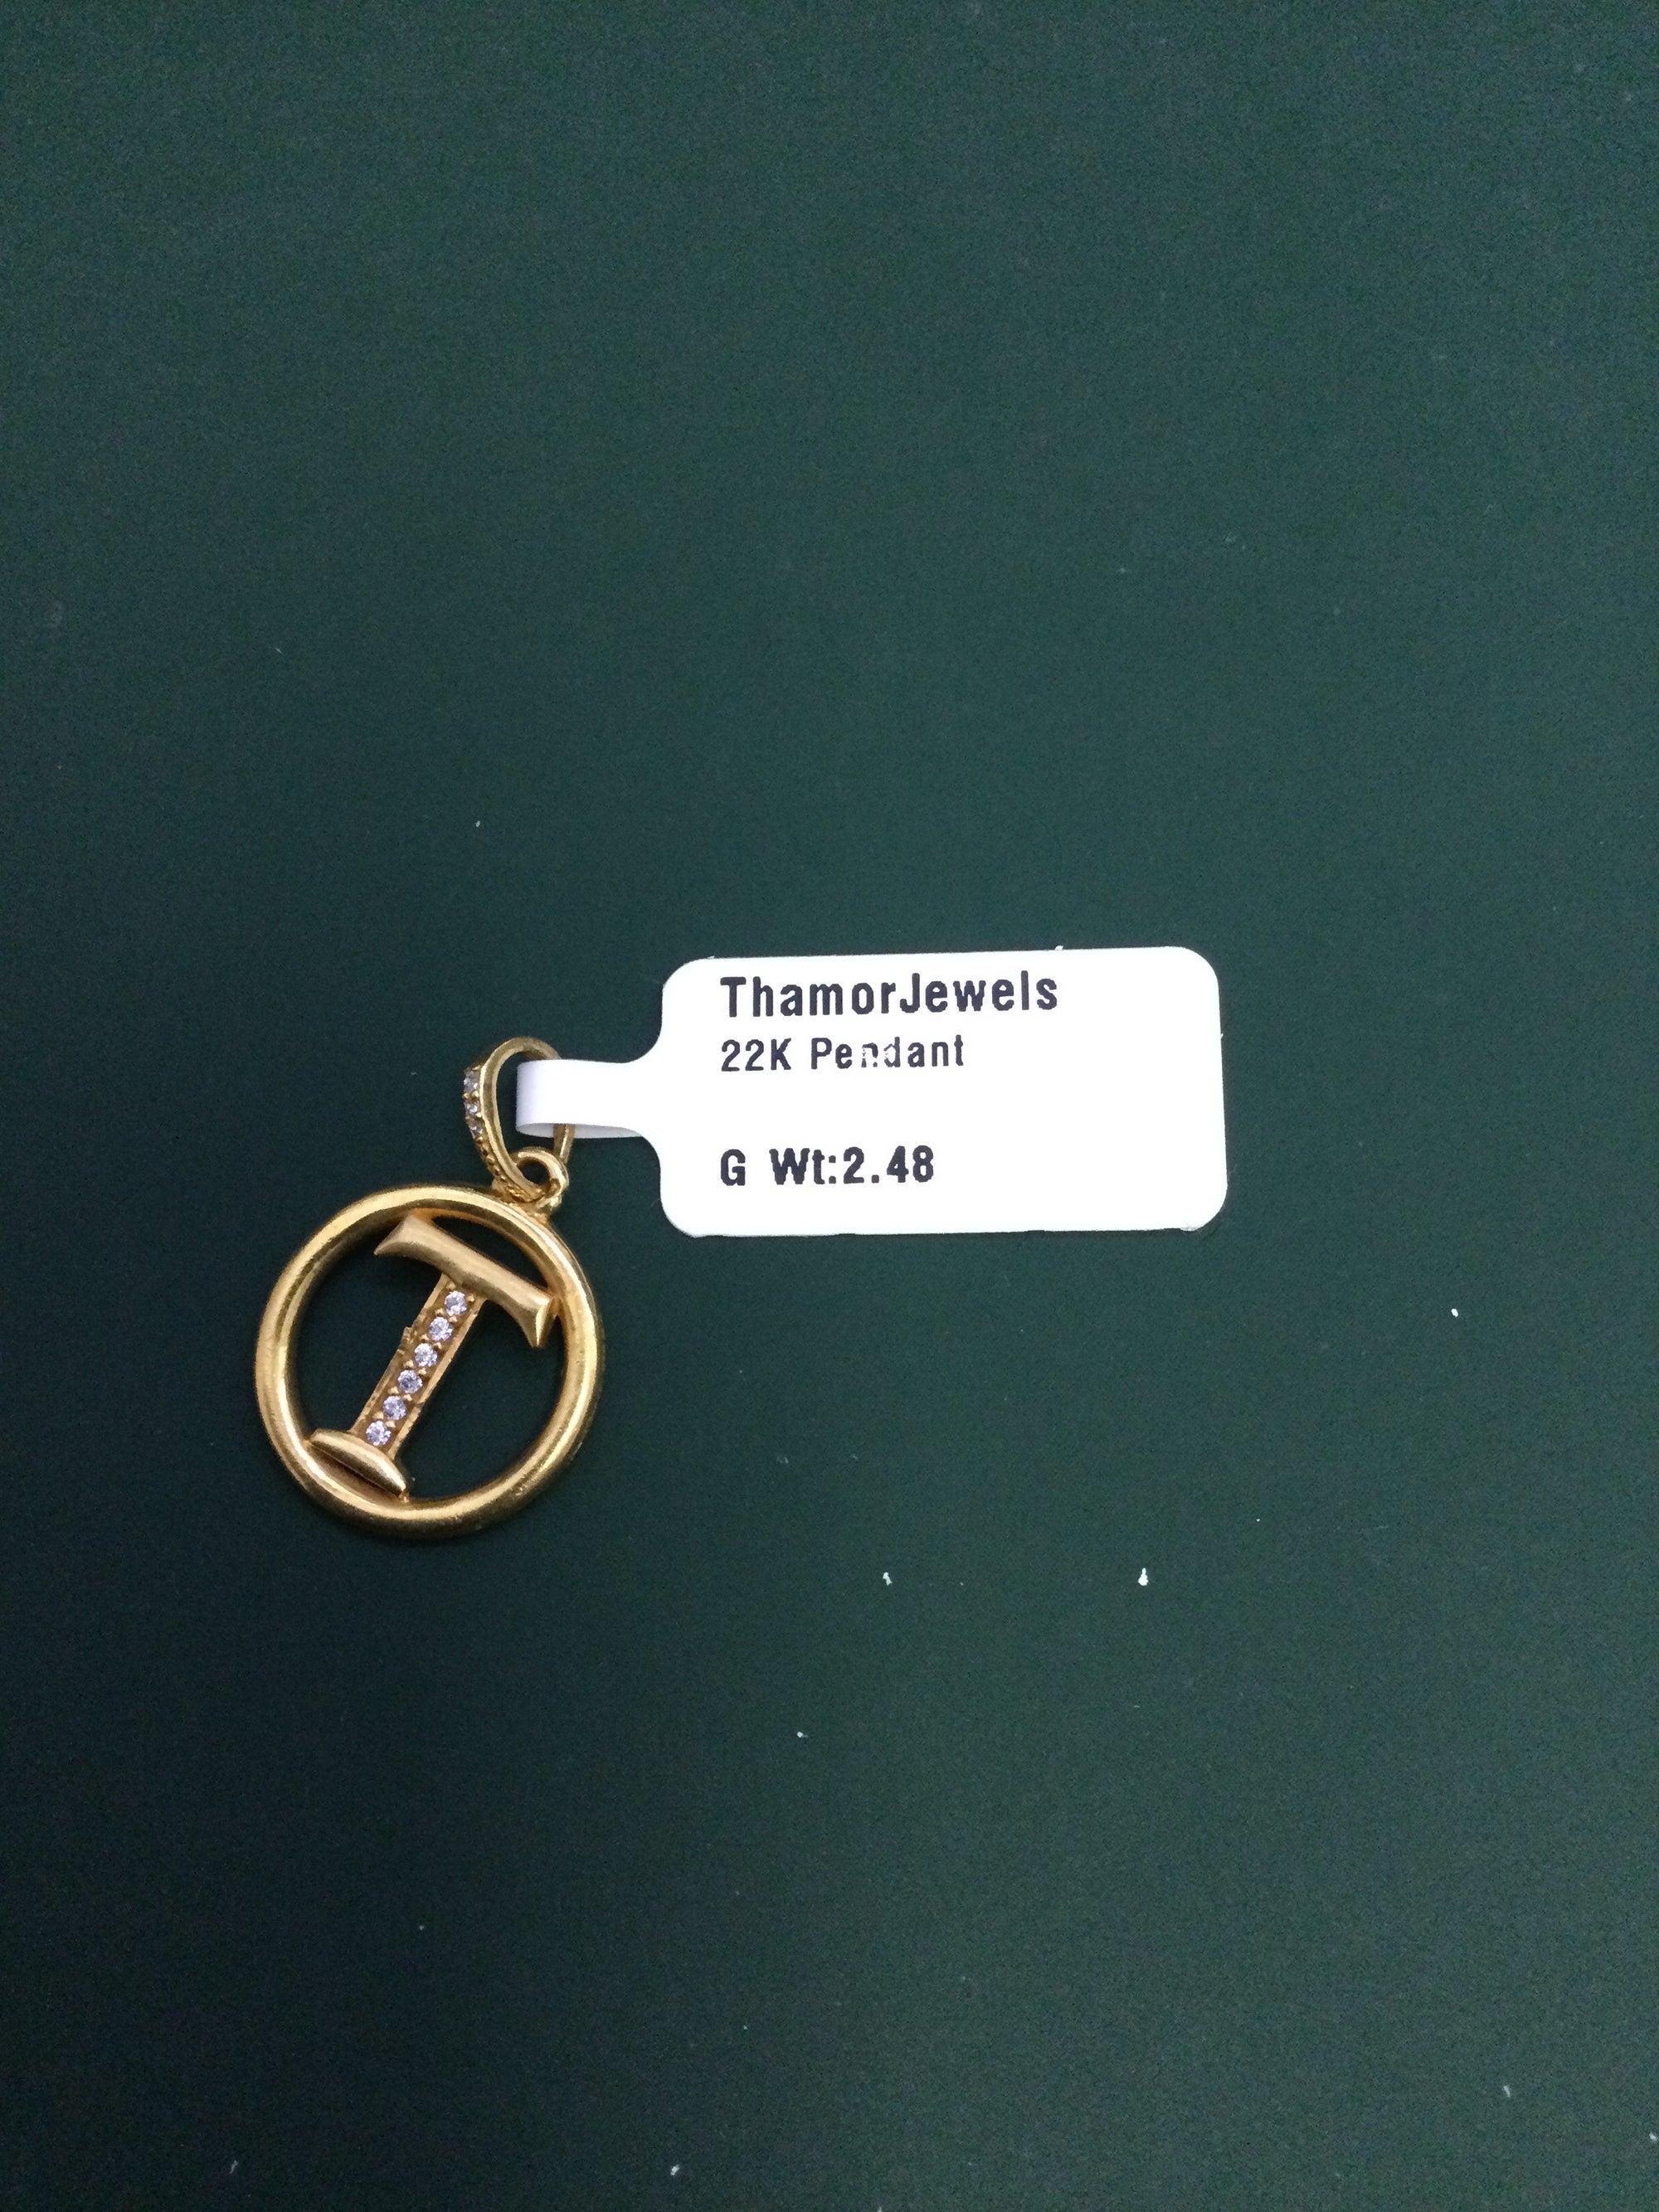 ThamorJewels
22K Pendant
G Wt:2.48
T